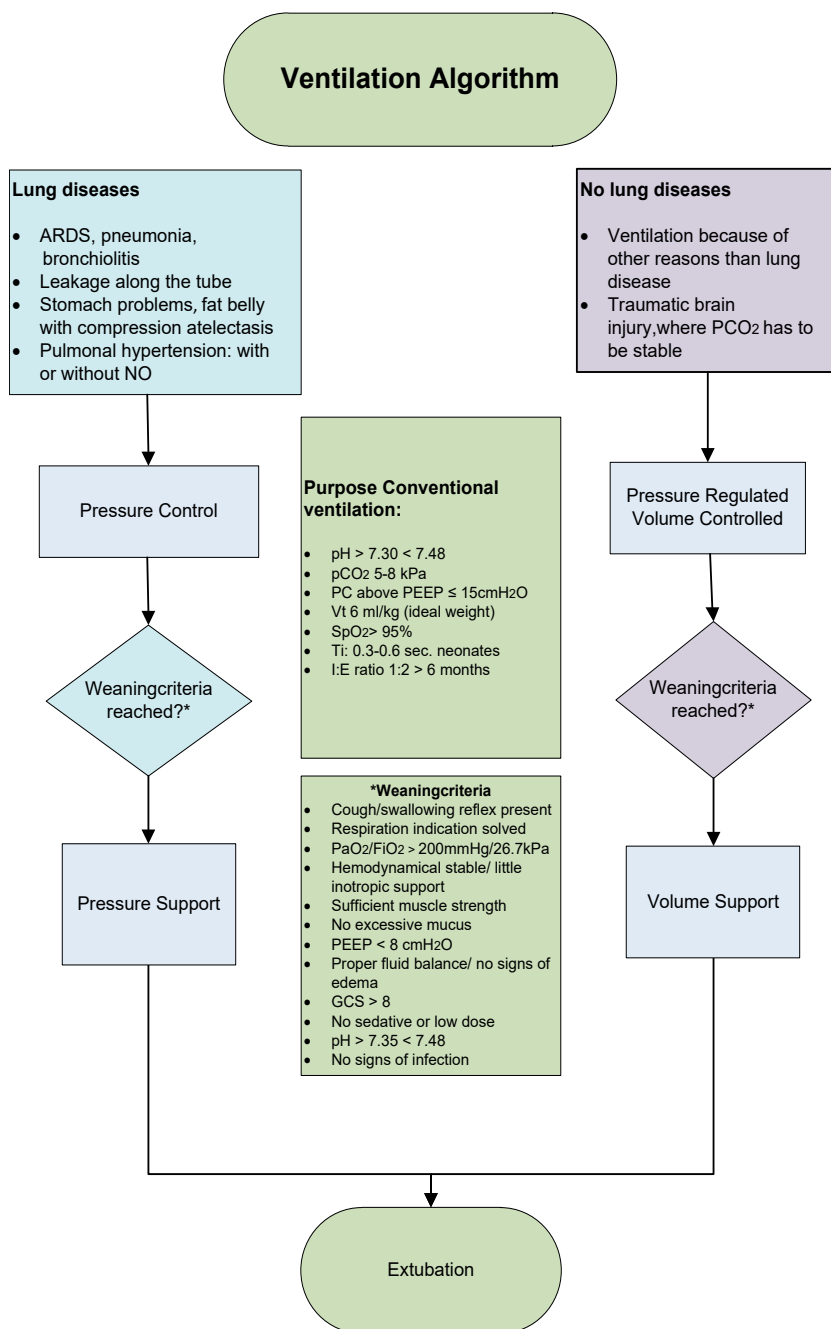 Ventilation Algorithm
Lung diseases
• ARDS, pneumonia,
bronchiolitis
• Leakage along the tube
• Stomach problems, fat belly
with compression atelectasis
• Pulmonal hypertension: with
or without NO
No lung diseases
• Ventilation because of
other reasons than lung
disease
• Traumatic brain
injury,where PCO2 has to
be stable
Pressure Control
Purpose Conventional
ventilation:
• pH > 7.30 < 7.48
• pCO2 5-8 kPa
• PC above PEEP ≤ 15cmH2O
• Vt 6 ml/kg (ideal weight)
• SpO2> 95%
• Ti: 0.3-0.6 sec. neonates
• I:E ratio 1:2 > 6 months
Pressure Regulated
Volume Controlled
Weaningcriteria
reached?*
Weaningcriteria
reached?*
*Weaningcriteria
• Cough/swallowing reflex present
• Respiration indication solved
• PaO2/FiO2 > 200mmHg/26.7kPa
• Hemodynamical stable/ little
inotropic support
• Sufficient muscle strength
• No excessive mucus
• PEEP < 8 cmH2O
• Proper fluid balance/ no signs of
edema
• GCS > 8
• No sedative or low dose
• pH > 7.35 < 7.48
• No signs of infection
Pressure Support
Volume Support
Extubation